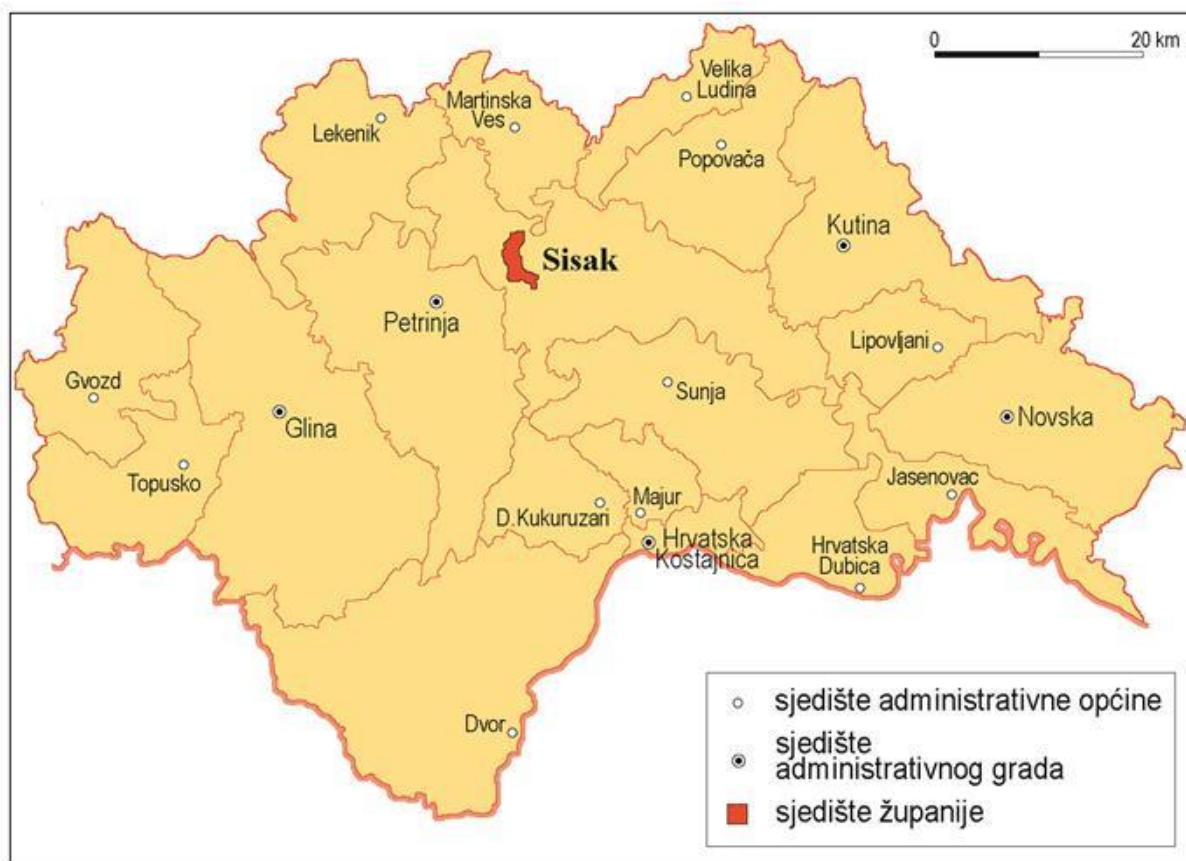 0 20 km
Velika
Ludina
Martinska
Ves
Lekenik
Popovača
Kutina
Sisak
Petrinja
Lipovljani
Gvozd
Sunja
Glina
Novska
Topusko
Jasenovac
D.Kukuruzari
Majur
Hrvatska
Kostajnica
Hrvatska
Dubica
Dvor
sjedište administrativne općine
sjedište
administrativnog grada
sjedište županije